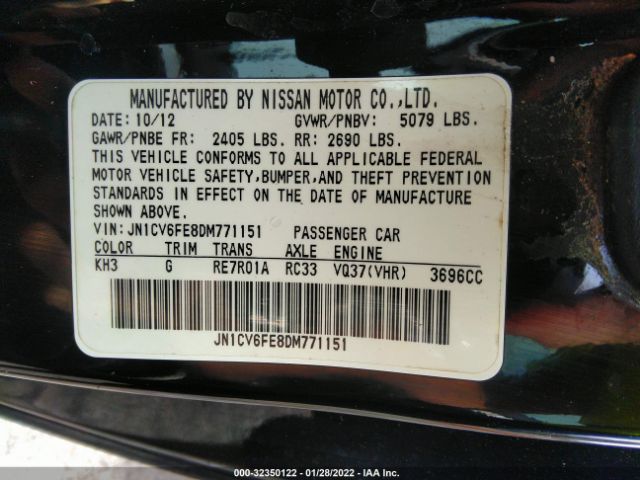 MANUFACTURED BY NISSAN MOTOR CO.,LTD.
DATE: 10/12 GVWR/PNBV: 5079 LBS.
GAWR/PNBE FR: 2405 LBS. RR: 2690 LBS.
THIS VEHICLE CONFORMS TO ALL APPLICABLE FEDERAL
MOTOR VEHICLE SAFETY,BUMPER,AND THEFT PREVENTION
STANDARDS IN EFFECT ON THE DATE OF MANUFACTURE
SHOWN ABOVE.
VIN: JN1CV6FE8DM771151 PASSENGER CAR
COLOR TRIM TRANS AXLE ENGINE
KH3 G RE7R01A RC33 VQ37(VHR) 3696CC
JN1CV6FE8DM771151
000-32350122 - 01/28/2022 - IAA Inc.